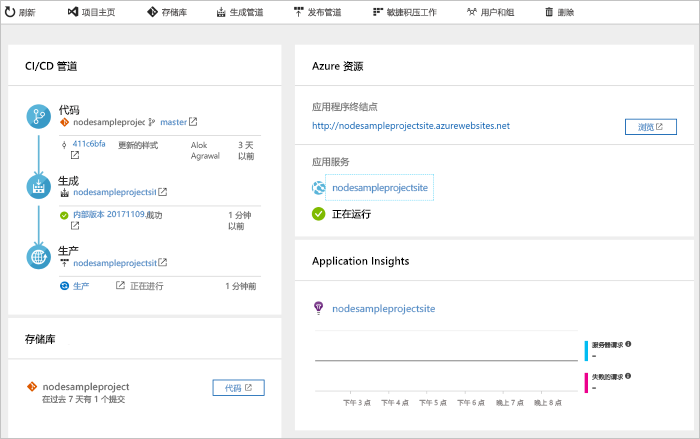 刷新 项目主页 存储库 生成管道 发布管道 敏捷积压工作 用户和组 删除
CI/CD 管道
代码
nodesampleprojec master
411c6bfa 更新的样式 Alok Agrawal 3 天以前
生成
nodesampleprojectsit
内部版本 20171109. 成功 1 分钟以前
生产
nodesampleprojectsit
生产 正在进行 1 分钟前
存储库
nodesampleproject
在过去 7 天有 1 个提交
代码
Azure 资源
应用程序终结点
http://nodesampleprojectsite.azurewebsites.net
浏览
应用服务
nodesampleprojectsite
正在运行
Application Insights
nodesampleprojectsite
服务器请求
--
失败的请求
--
下午 3 点 下午 4 点 下午 5 点 下午 6 点 晚上 7 点 晚上 8 点